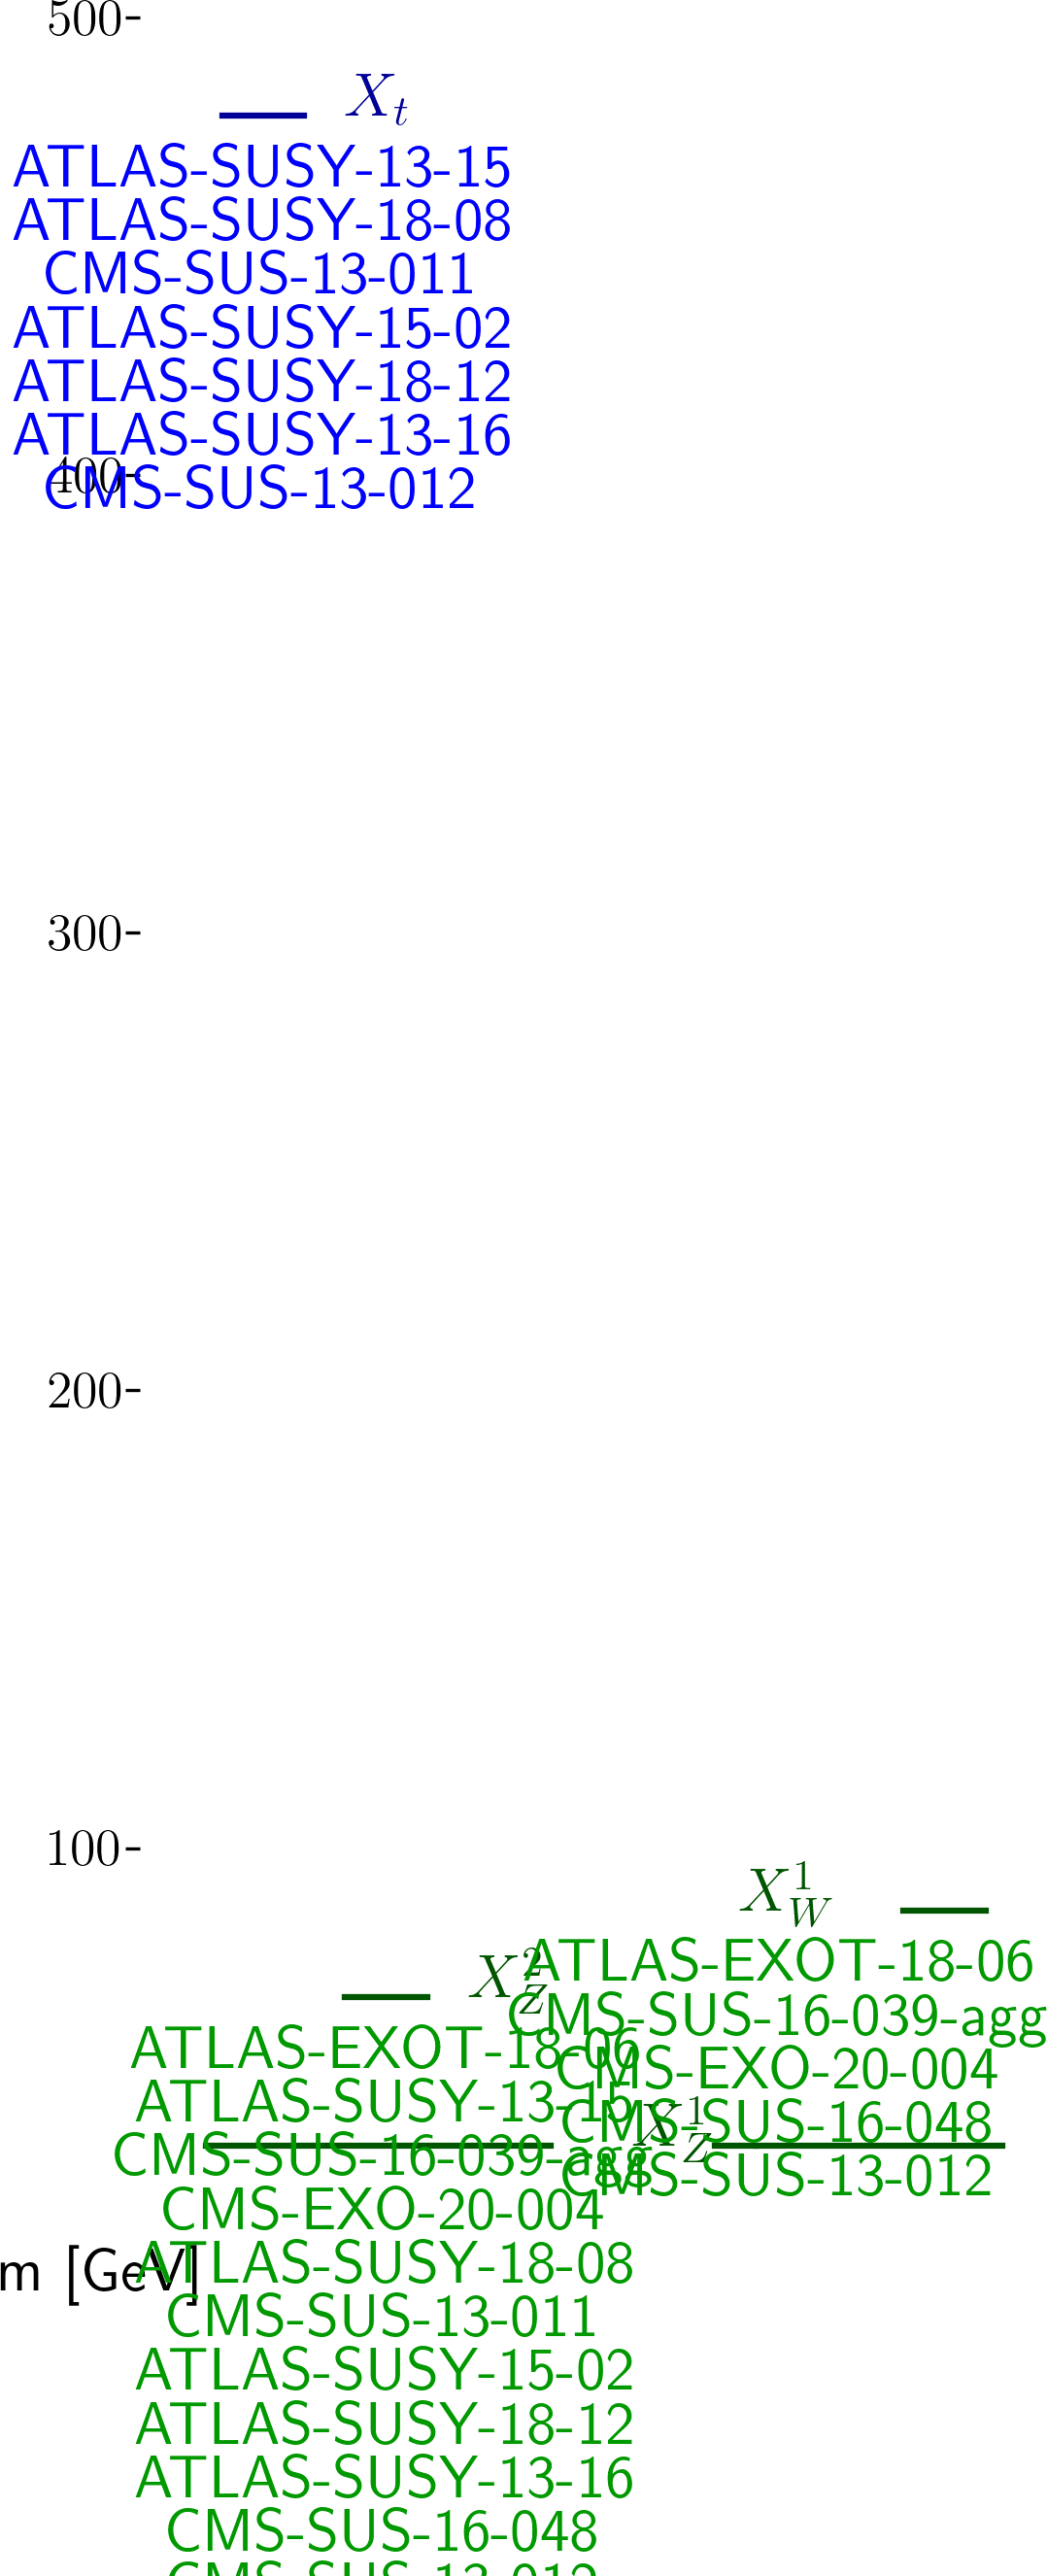 500-
X_t
ATLAS-SUSY-13-15
ATLAS-SUSY-18-08
CMS-SUS-13-011
ATLAS-SUSY-15-02
ATLAS-SUSY-18-12
ATLAS-SUSY-13-16
400-
CMS-SUS-13-012
300-
200-
100-
X_W^1
ATLAS-EXOT-18-06
CMS-SUS-16-039-agg
CMS-EXO-20-004
CMS-SUS-16-048
CMS-SUS-13-012
X_Z^2
ATLAS-EXOT-18-06
ATLAS-SUSY-13-15
X_Z^1
CMS-SUS-16-039-agg
CMS-EXO-20-004
ATLAS-SUSY-18-08
m [GeV]
CMS-SUS-13-011
ATLAS-SUSY-15-02
ATLAS-SUSY-18-12
ATLAS-SUSY-13-16
CMS-SUS-16-048
CMS-SUS-13-012